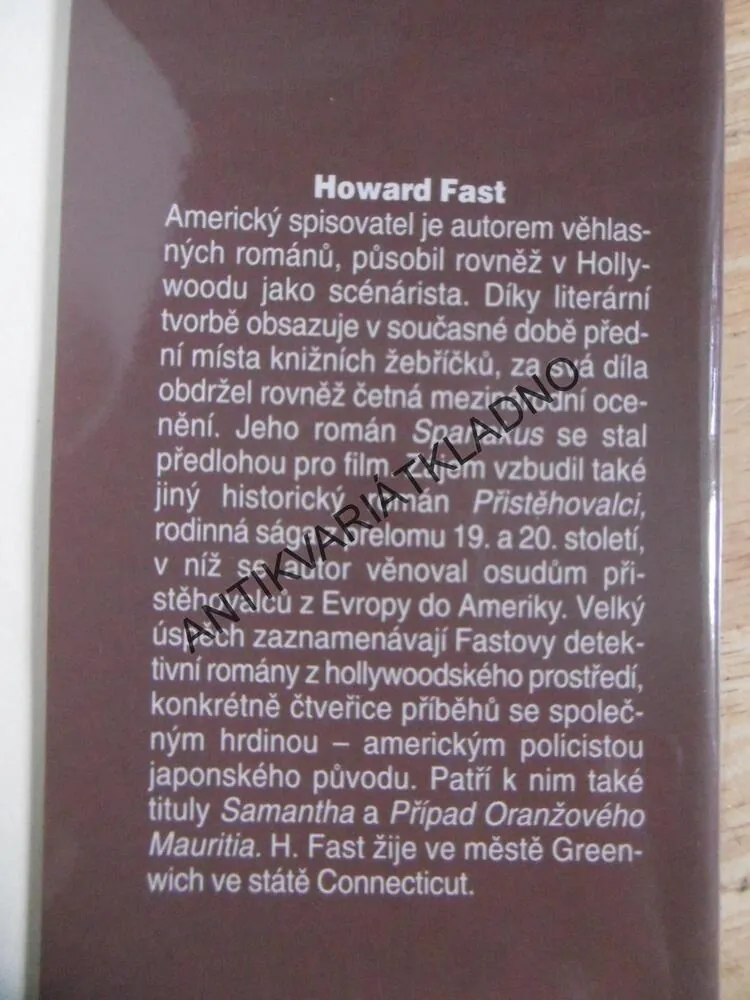 Howard Fast
Americký spisovatel je autorem věhlas-
ných románů, působil rovněž v Holly-
woodu jako scénárista. Díky literární
tvorbě obsazuje v současné době před-
ní místa knižních žebříčků, za svá díla
obdržel rovněž četná mezinárodní oce-
nění. Jeho román Spartakus se stal
předlohou pro film. vzbudil také
jiný historický román Přistěhovalci,
rodinná sága přelomu 19. a 20. století,
v níž se autor věnoval osudům při-
stěhovalců z Evropy do Ameriky. Velký
úspěch zaznamenávají Fastovy detek-
tivní romány z hollywoodského prostředí,
konkrétně čtveřice příběhů se společ-
ným hrdinou – americkým policistou
japonského původu. Patří k nim také
tituly Samantha a Případ Oranžového
Mauritia. H. Fast žije ve městě Green-
wich ve státě Connecticut.
ANTIKVARIÁTKLADNO